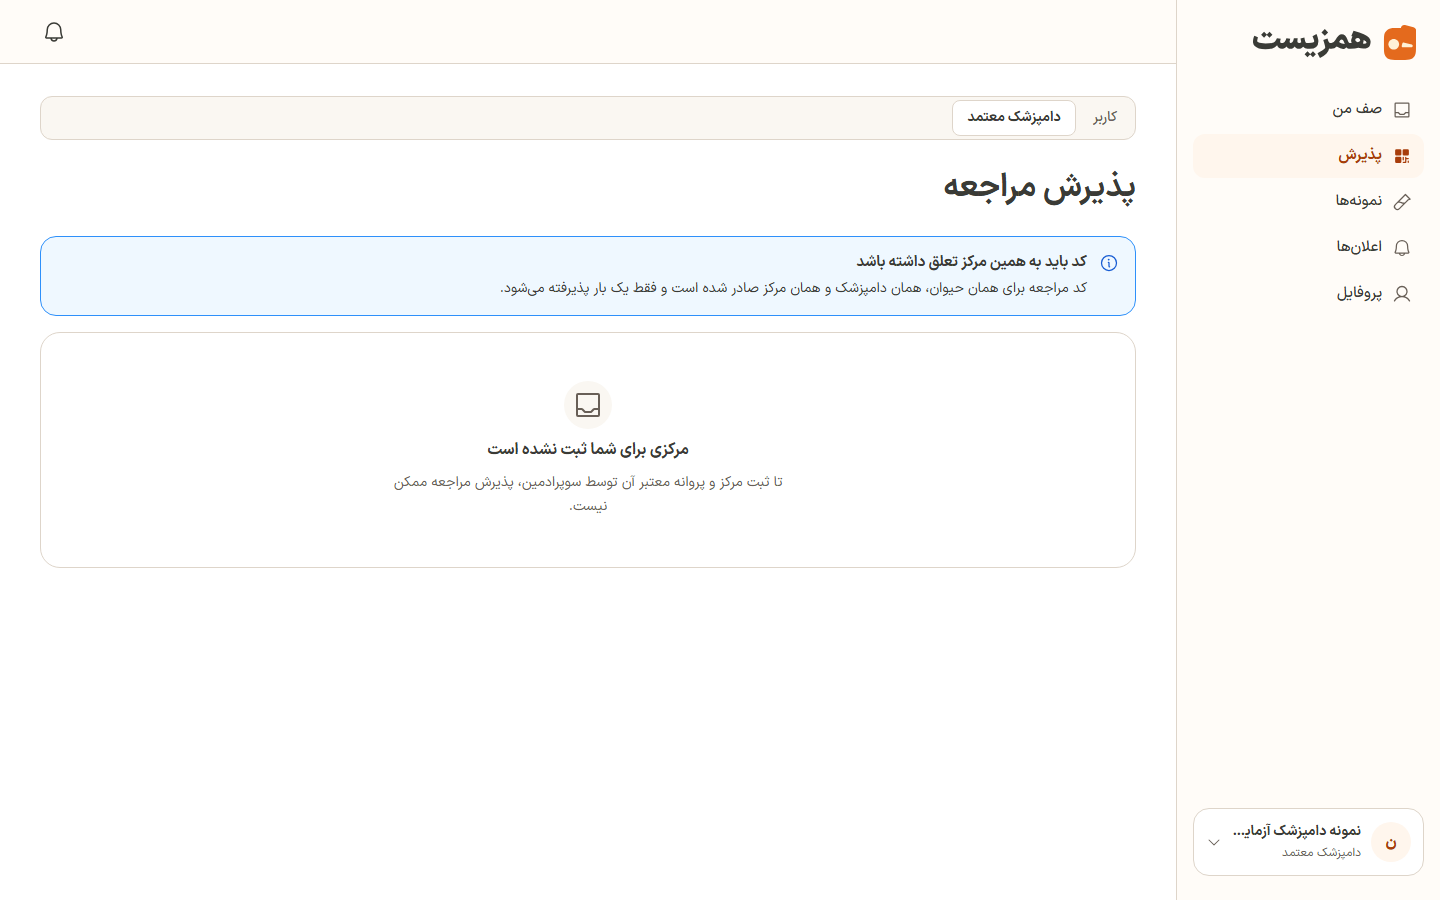 همزیست
صف من
پذیرش
نمونه‌ها
اعلان‌ها
پروفایل
نمونه دامپزشک آزمایـ...
دامپزشک معتمد
ن
کاربر
دامپزشک معتمد
پذیرش مراجعه
کد باید به همین مرکز تعلق داشته باشد
کد مراجعه برای همان حیوان، همان دامپزشک و همان مرکز صادر شده است و فقط یک بار پذیرفته می‌شود.
مرکزی برای شما ثبت نشده است
تا ثبت مرکز و پروانه معتبر آن توسط سوپرادمین، پذیرش مراجعه ممکن
نیست.